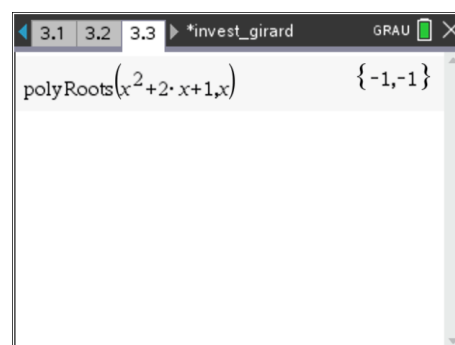 3.1 3.2 3.3 *invest_girard GRAU
polyRoots(x²+2·x+1,x) {-1,-1}